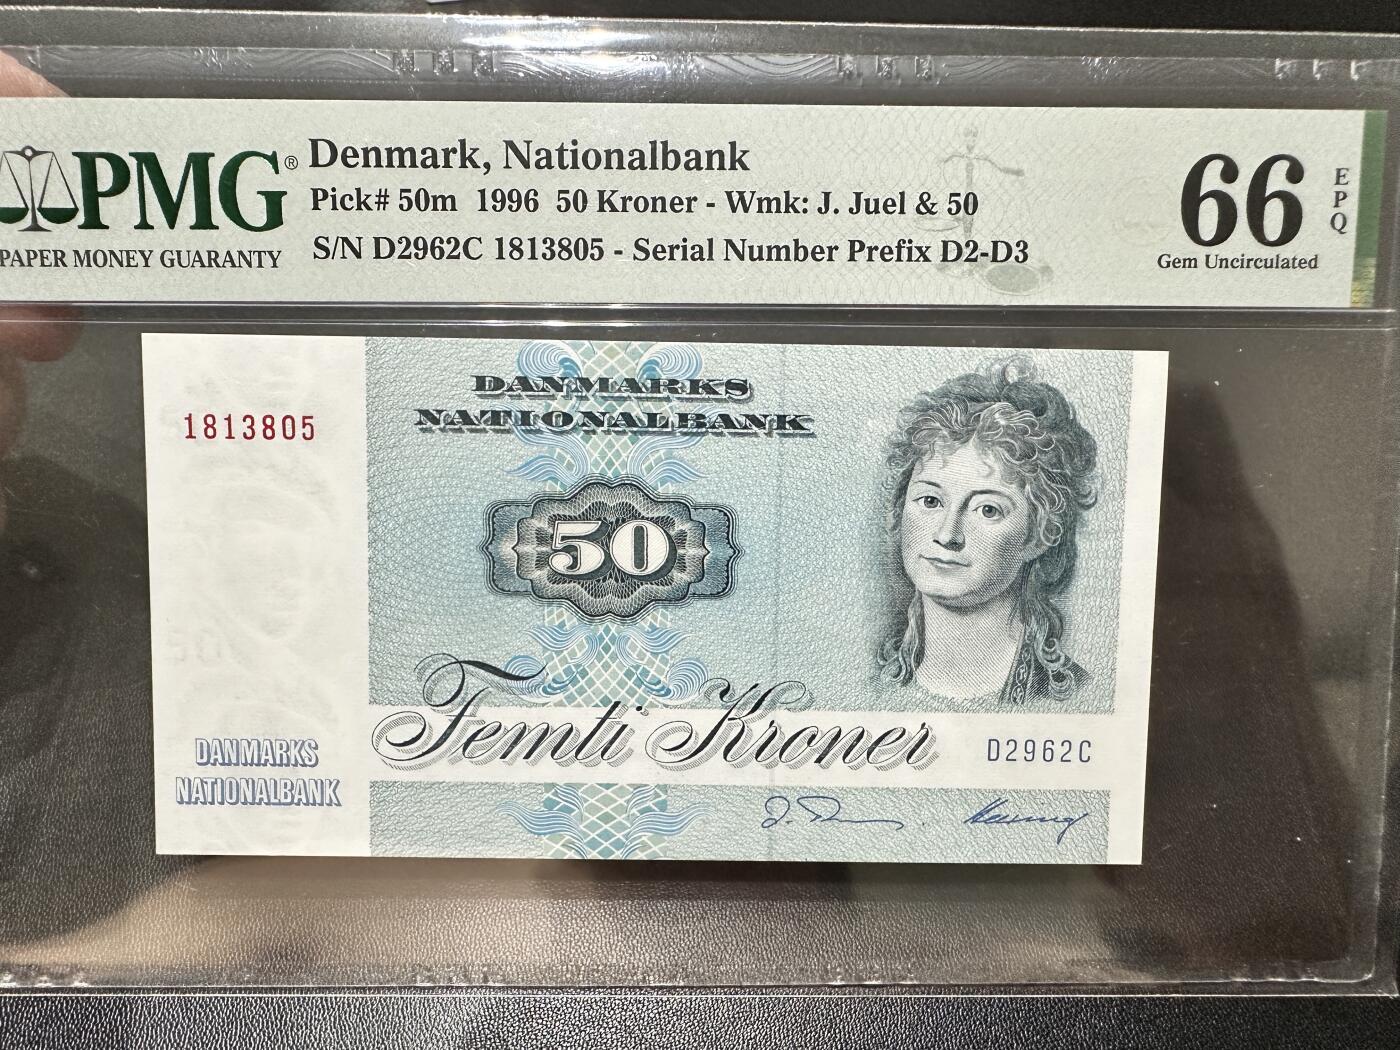 PMG®
PAPER MONEY GUARANTY
Denmark, Nationalbank
Pick# 50m 1996 50 Kroner - Wmk: J. Juel & 50
S/N D2962C 1813805 - Serial Number Prefix D2-D3
66
EPQ
Gem Uncirculated
DANMARKS
NATIONALBANK
1813805
50
Femti Kroner
D2962C
DANMARKS
NATIONALBANK